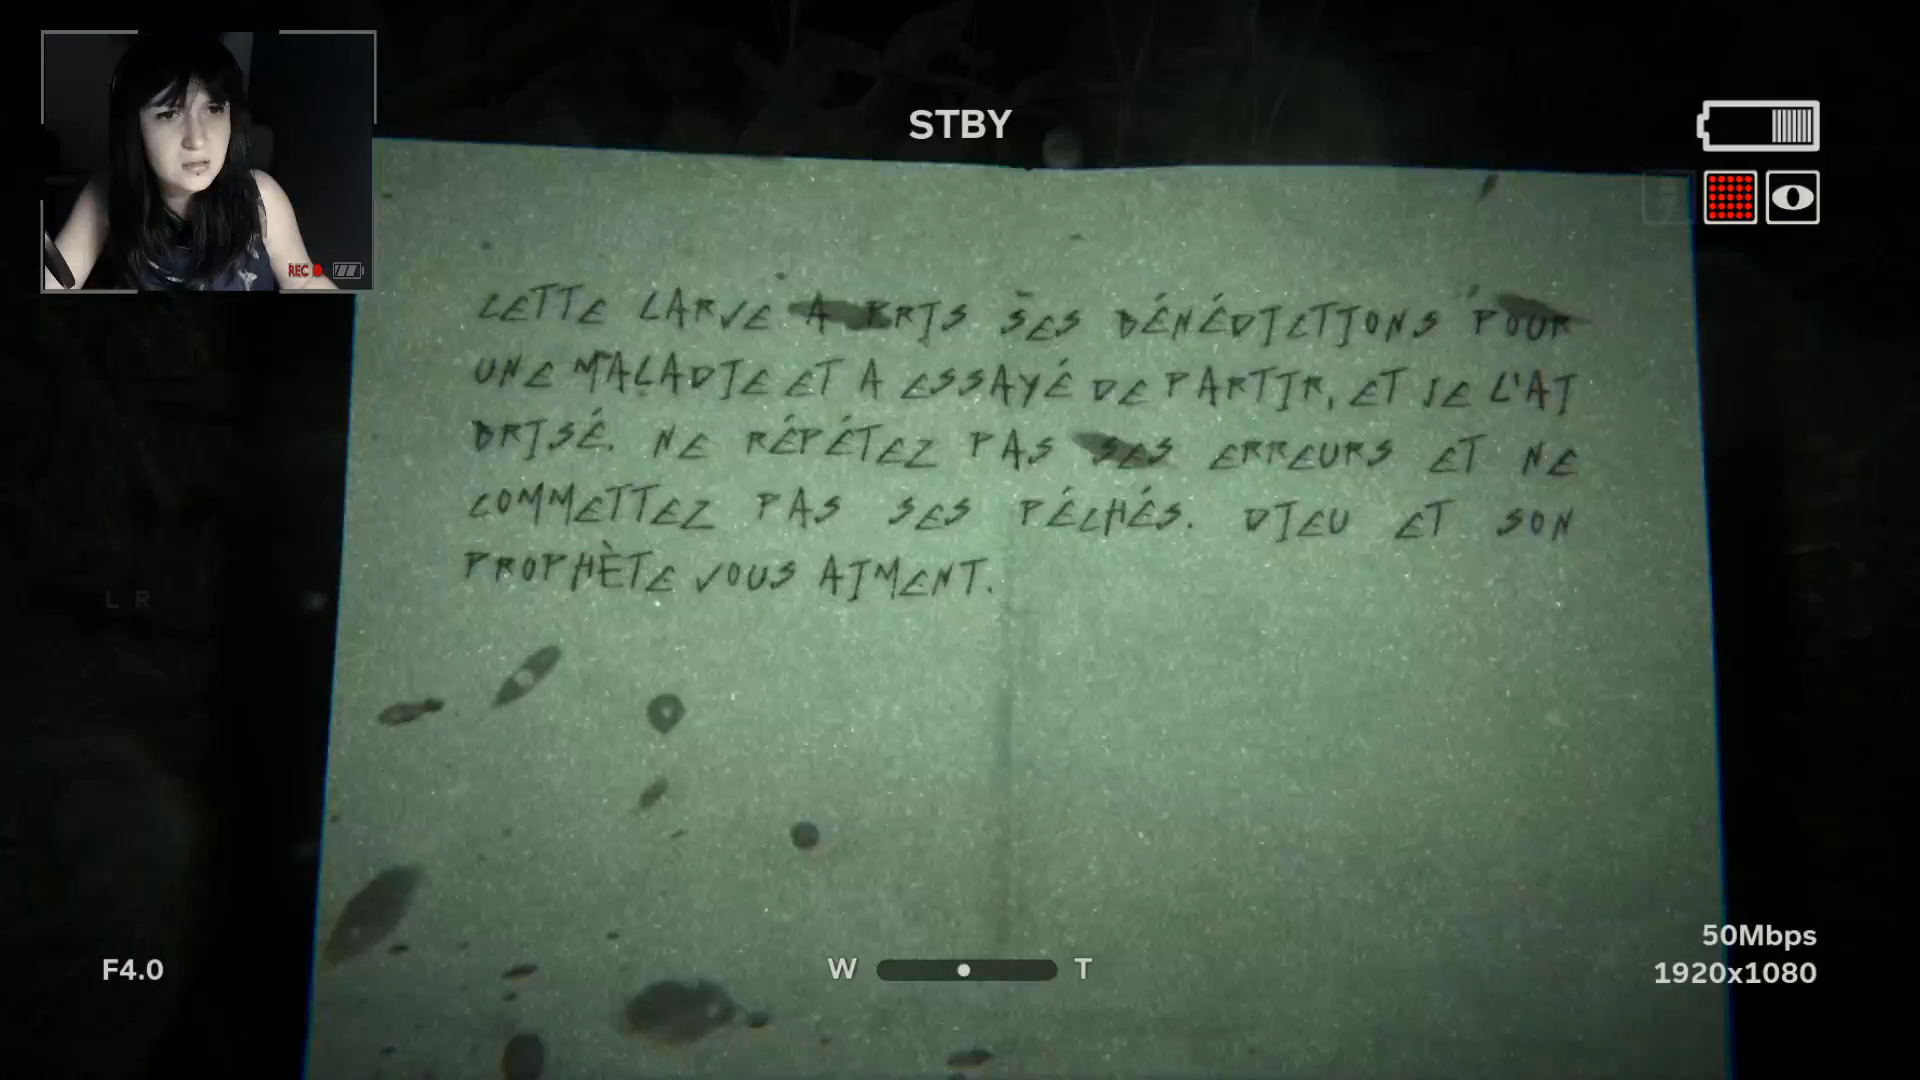 REC
STBY
CETTE LARVE A PRIS SES BÉNÉDICTIONS POUR
UNE MALADIE ET A ESSAYÉ DE PARTIR, ET JE L'AI
BRISÉ. NE RÉPÉTEZ PAS SES ERREURS ET NE
COMMETTEZ PAS SES PÉCHÉS. DIEU ET SON
PROPHÈTE VOUS AIMENT.
L R
F4.0
W T
50Mbps
1920x1080